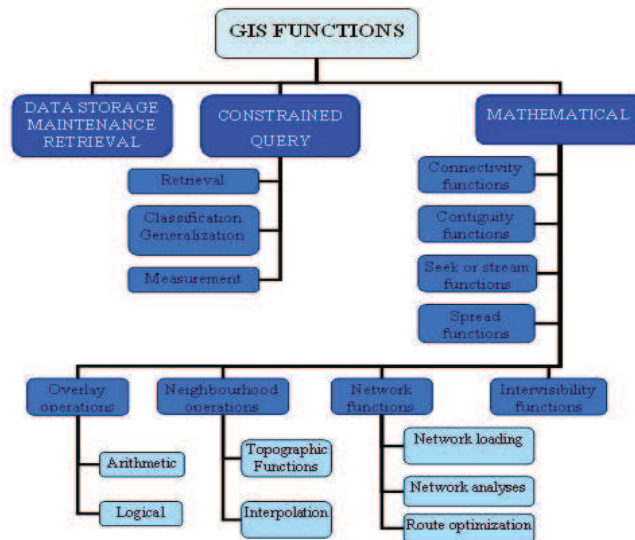 GIS FUNCTIONS
DATA STORAGE
MAINTENANCE
RETRIEVAL
CONSTRAINED
QUERY
MATHEMATICAL
Retrieval
Classification
Generalization
Measurement
Connectivity
functions
Contiguity
functions
Seek or stream
functions
Spread
functions
Overlay
operations
Neighbourhood
operations
Network
functions
Intervisibility
functions
Arithmetic
Logical
Topographic
Functions
Interpolation
Network loading
Network analyses
Route optimization